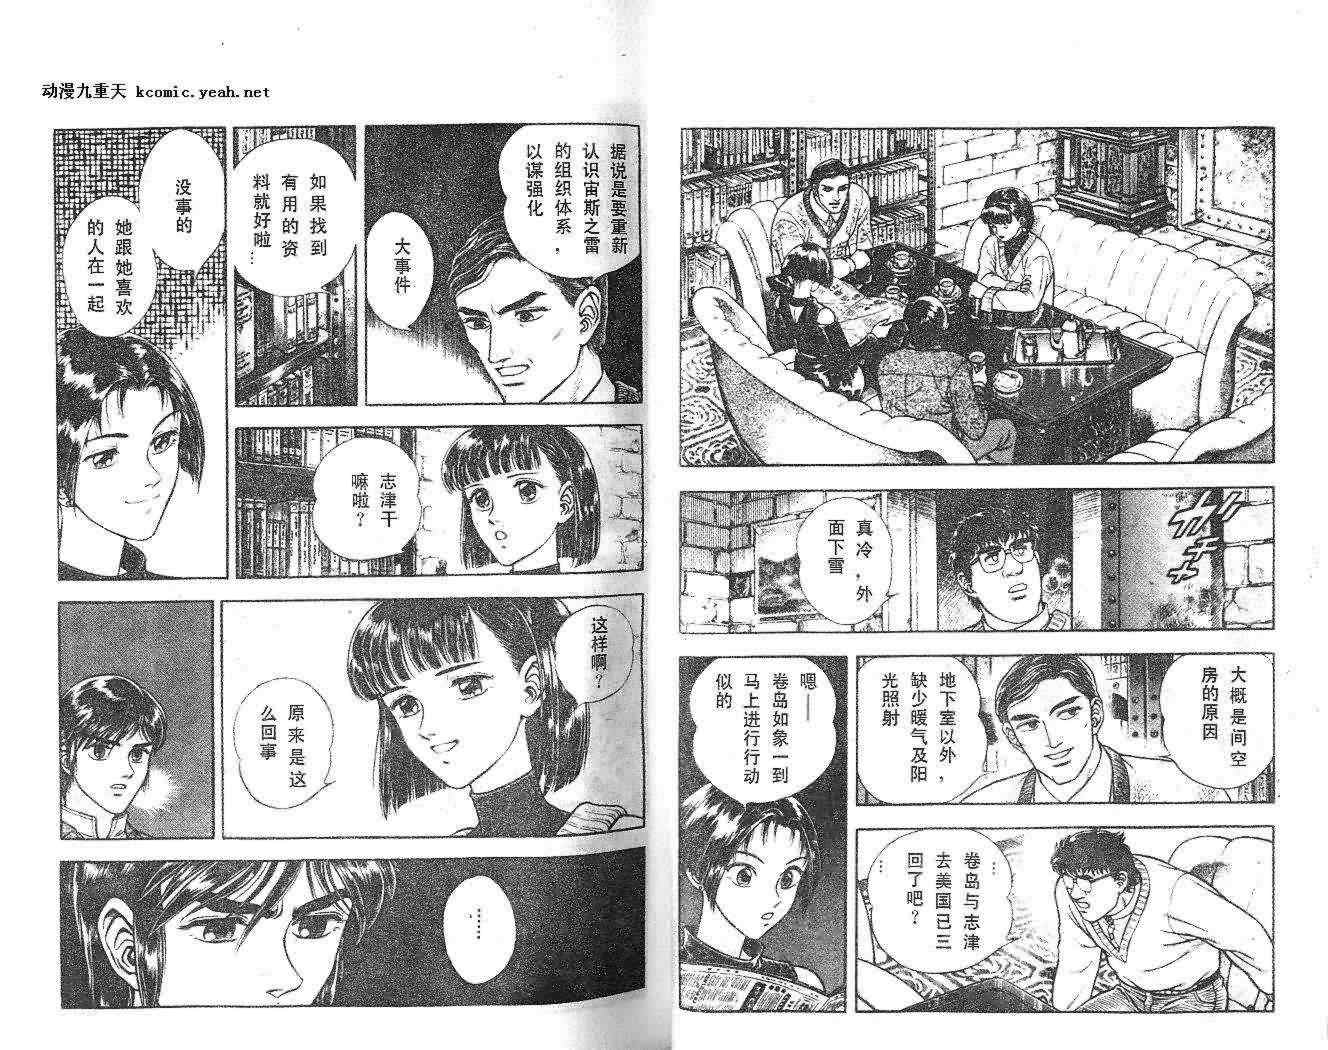 动漫九重天 kcomic.yeah.net
真冷，外
面下雪
ガチャ
大概是间空
房的原因
地下室以外，
缺少暖气及阳
光照射
嗯——
卷岛如象一到
马上进行行动
似的
…
卷岛与志津
去美国已三
回了吧？
…
据说是要重新
认识宙斯之雷
的组织体系，
以谋强化
大事件
如果找到
有用的资
料就好啦…
没事的
她跟她喜欢
的人在一起
志津干
嘛啦？
这样啊？
原来是这
么回事
……